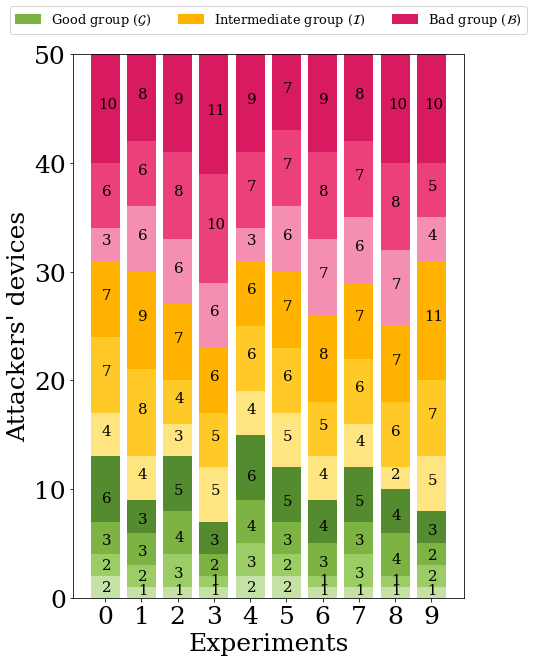 Good group (𝒢) Intermediate group (ℐ) Bad group (ℬ)
Attackers' devices
50
40
30
20
10
0
10 8 9 11 9 7 9 8 10 10
6 6 8 10 7 7 8 7 8 5
3 6 6 6 3 6 7 6 7 4
7 9 7 6 6 7 8 7 7 11
7 8 4 5 6 6 5 6 6 7
4 4 3 5 4 5 4 4 2 5
6 3 5 3 6 5 4 5 4 3
3 3 4 2 4 3 3 3 4 2
2 2 3 1 3 2 1 3 1 2
2 1 1 1 2 2 1 1 1 1
0 1 2 3 4 5 6 7 8 9
Experiments